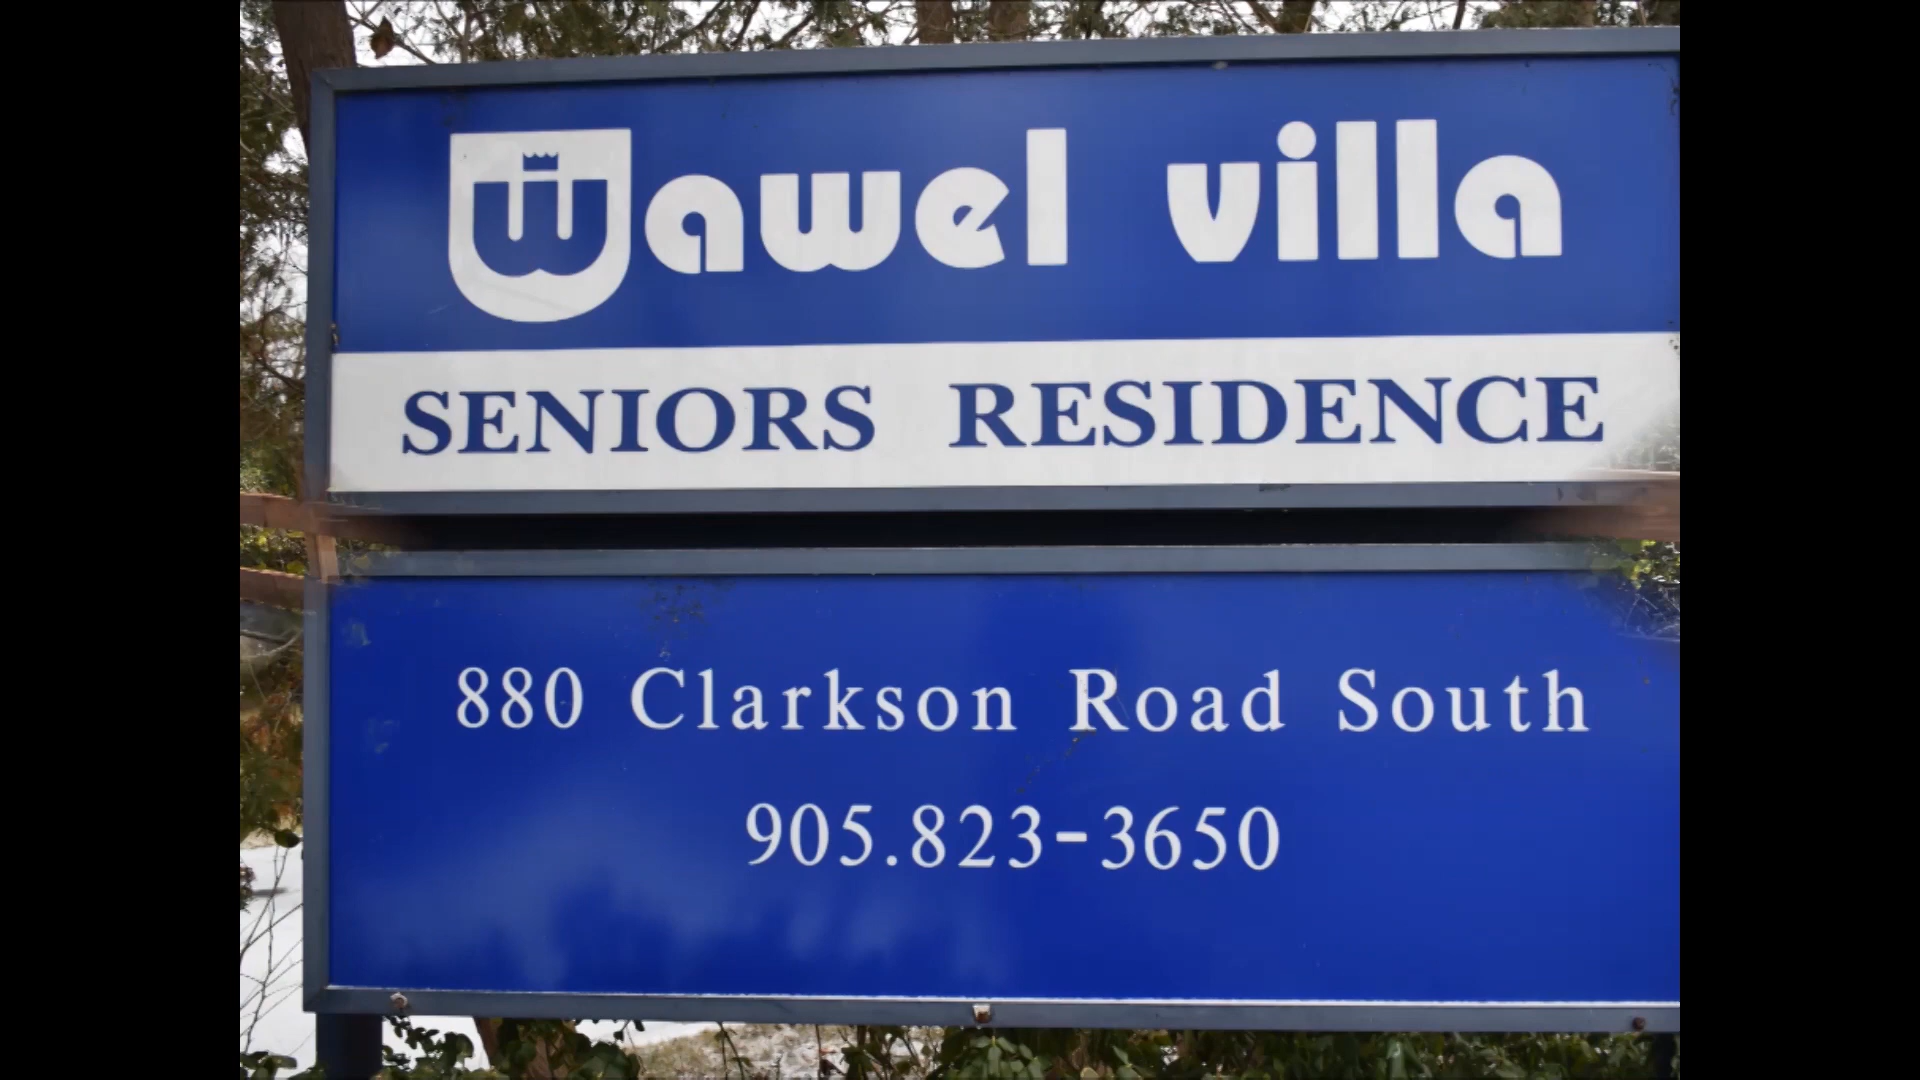 Wawel villa
SENIORS RESIDENCE
880 Clarkson Road South
905.823-3650